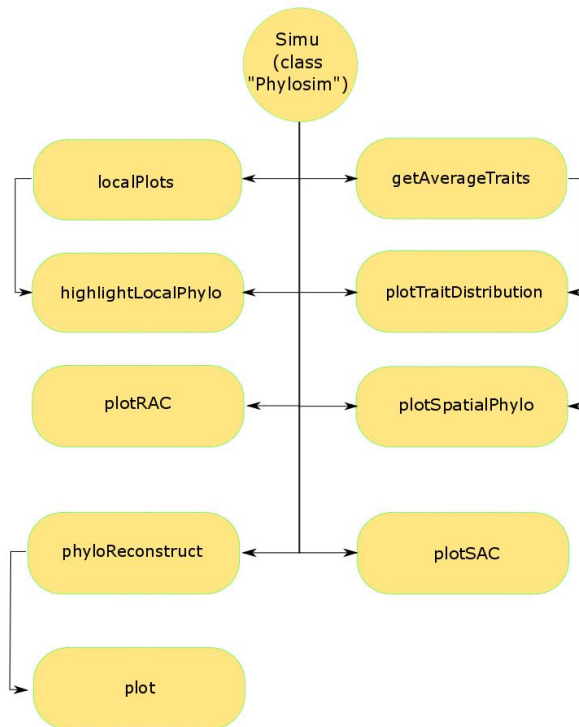 Simu
(class
"Phylosim")
localPlots
getAverageTraits
highlightLocalPhylo
plotTraitDistribution
plotRAC
plotSpatialPhylo
phyloReconstruct
plotSAC
plot